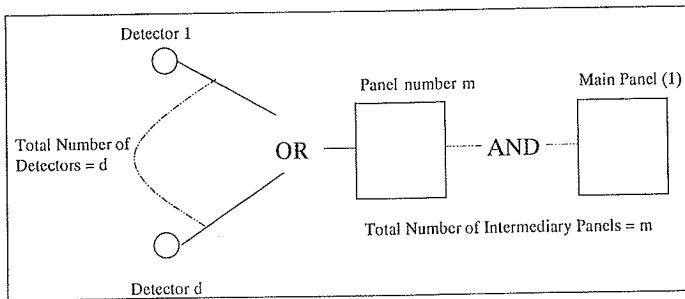 Detector 1
Panel number m
Main Panel (1)
Total Number of
Detectors = d
OR
AND
Total Number of Intermediary Panels = m
Detector d